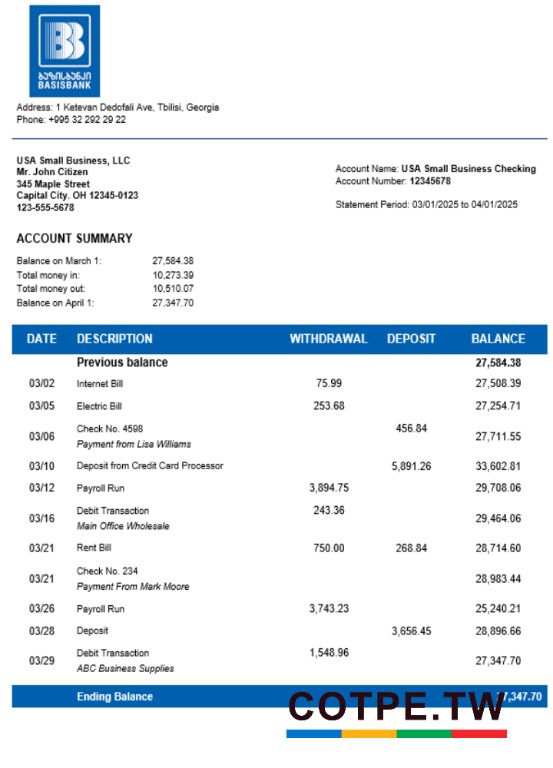 ბაზისბანკი
BASISBANK
Address: 1 Ketevan Dedofali Ave, Tbilisi, Georgia
Phone: +995 32 292 29 22
USA Small Business, LLC
Mr. John Citizen
345 Maple Street
Capital City. OH 12345-0123
123-555-5678
Account Name: USA Small Business Checking
Account Number: 12345678
Statement Period: 03/01/2025 to 04/01/2025
ACCOUNT SUMMARY
Balance on March 1: 27,584.38
Total money in: 10,273.39
Total money out: 10,510.07
Balance on April 1: 27,347.70
DATE DESCRIPTION WITHDRAWAL DEPOSIT BALANCE
Previous balance 27,584.38
03/02 Internet Bill 75.99 27,508.39
03/05 Electric Bill 253.68 27,254.71
03/06 Check No. 4598 456.84 27,711.55
Payment from Lisa Williams
03/10 Deposit from Credit Card Processor 5,891.26 33,602.81
03/12 Payroll Run 3,894.75 29,708.06
03/16 Debit Transaction 243.36 29,464.06
Main Office Wholesale
03/21 Rent Bill 750.00 268.84 28,714.60
03/21 Check No. 234 28,983.44
Payment From Mark Moore
03/26 Payroll Run 3,743.23 25,240.21
03/28 Deposit 3,656.45 28,896.66
03/29 Debit Transaction 1,548.96 27,347.70
ABC Business Supplies
Ending Balance 27,347.70
COTPE.TW